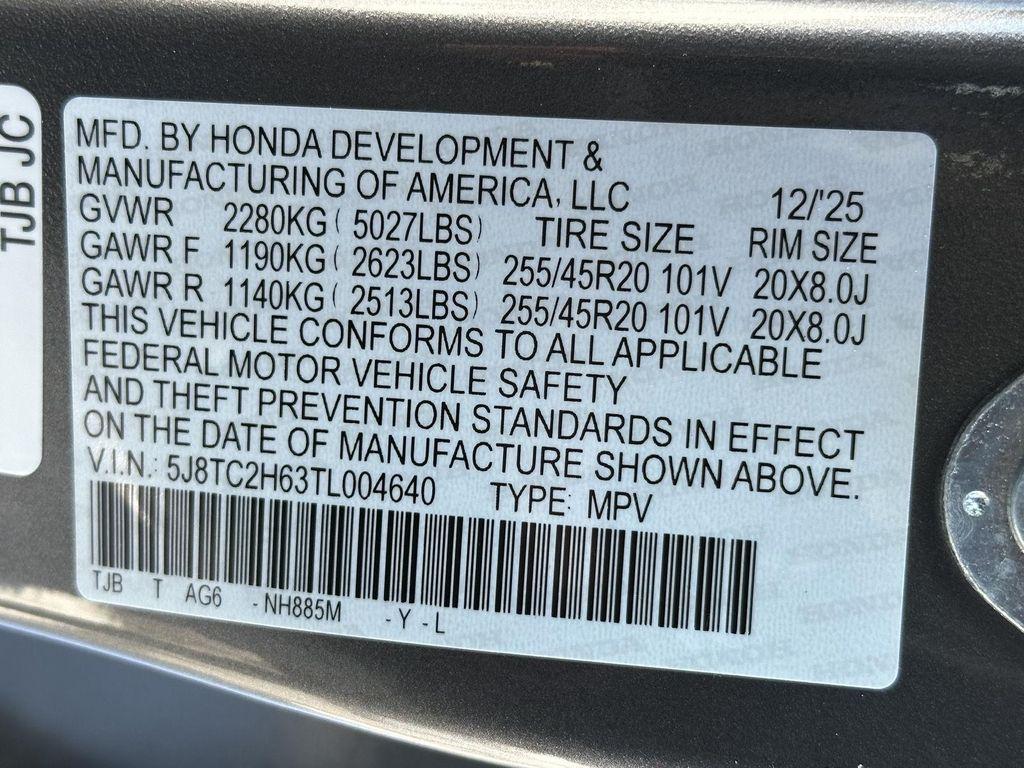 TJB JC
MFD. BY HONDA DEVELOPMENT &
MANUFACTURING OF AMERICA, LLC 12/'25
GVWR 2280KG ( 5027LBS) TIRE SIZE RIM SIZE
GAWR F 1190KG ( 2623LBS) 255/45R20 101V 20X8.0J
GAWR R 1140KG ( 2513LBS) 255/45R20 101V 20X8.0J
THIS VEHICLE CONFORMS TO ALL APPLICABLE
FEDERAL MOTOR VEHICLE SAFETY
AND THEFT PREVENTION STANDARDS IN EFFECT
ON THE DATE OF MANUFACTURE SHOWN ABOVE.
V.I.N.: 5J8TC2H63TL004640 TYPE: MPV
TJB T AG6 -NH885M -Y-L